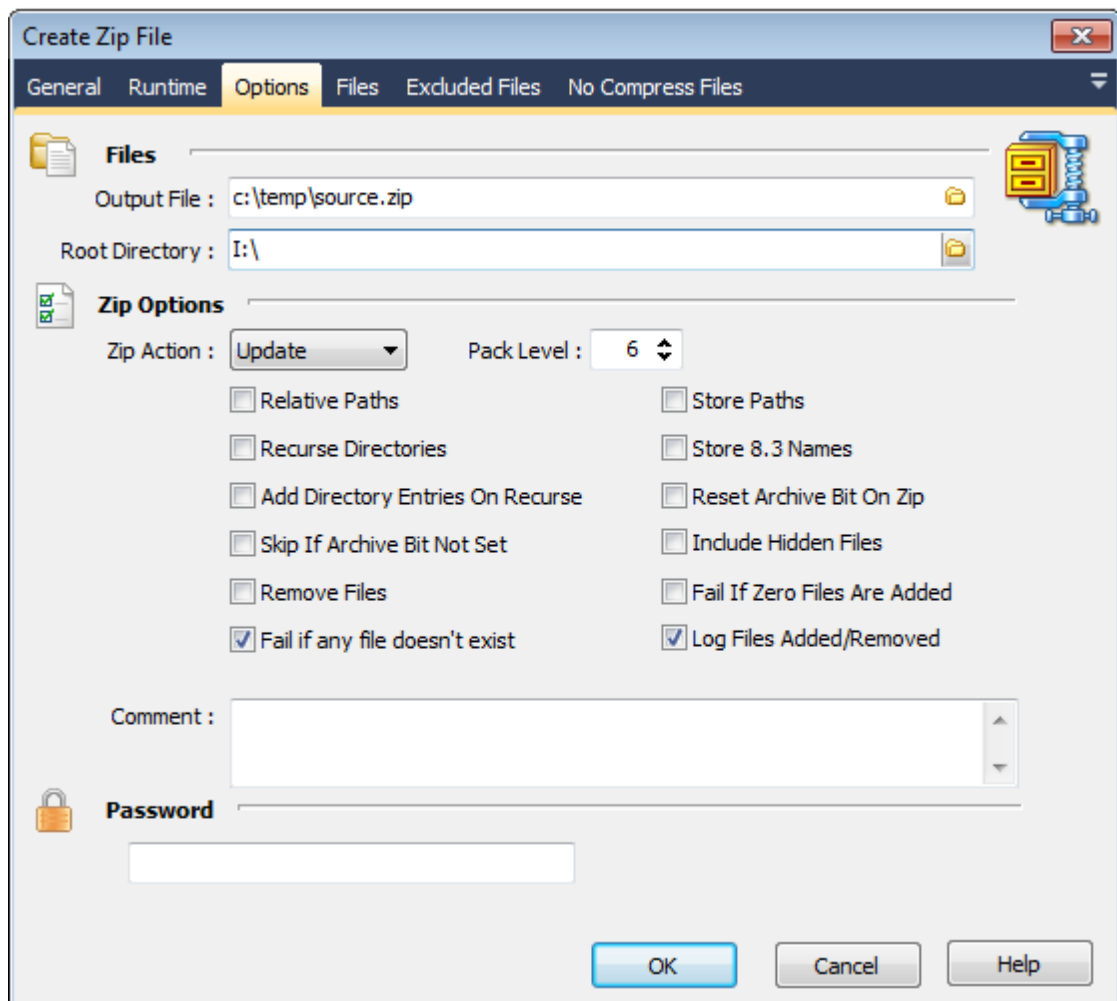 Create Zip File
General Runtime Options Files Excluded Files No Compress Files
Files
Output File : c:\temp\source.zip
Root Directory : I:\
Zip Options
Zip Action : Update Pack Level : 6
Relative Paths Store Paths
Recurse Directories Store 8.3 Names
Add Directory Entries On Recurse Reset Archive Bit On Zip
Skip If Archive Bit Not Set Include Hidden Files
Remove Files Fail If Zero Files Are Added
Fail if any file doesn't exist Log Files Added/Removed
Comment :
Password
OK Cancel Help